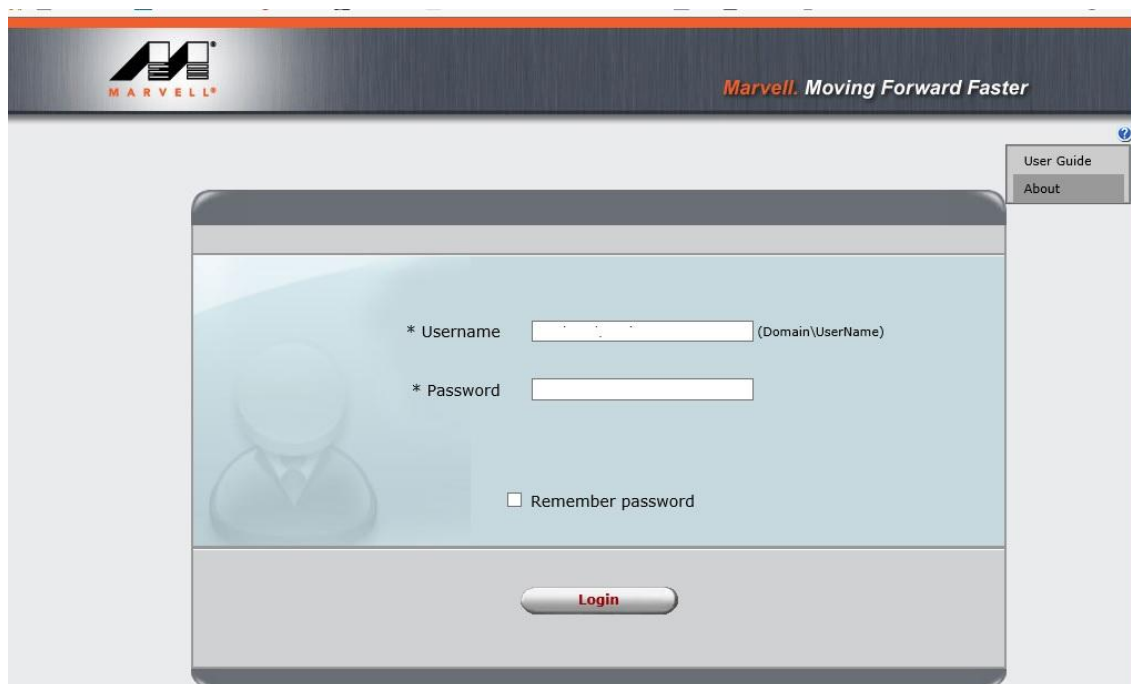 MARVELL®
Marvell. Moving Forward Faster
?
User Guide
About
* Username (Domain\UserName)
* Password
Remember password
Login